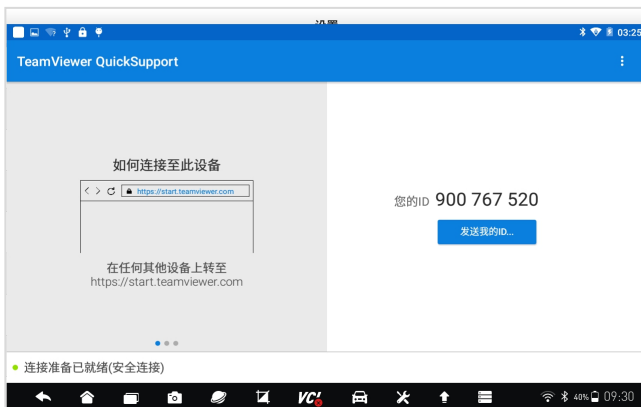 设置
03:25
TeamViewer QuickSupport
如何连接至此设备
https://start.teamviewer.com
在任何其他设备上转至
https://start.teamviewer.com
您的ID 900 767 520
发送我的ID...
连接准备已就绪(安全连接)
VCI
40%
09:30